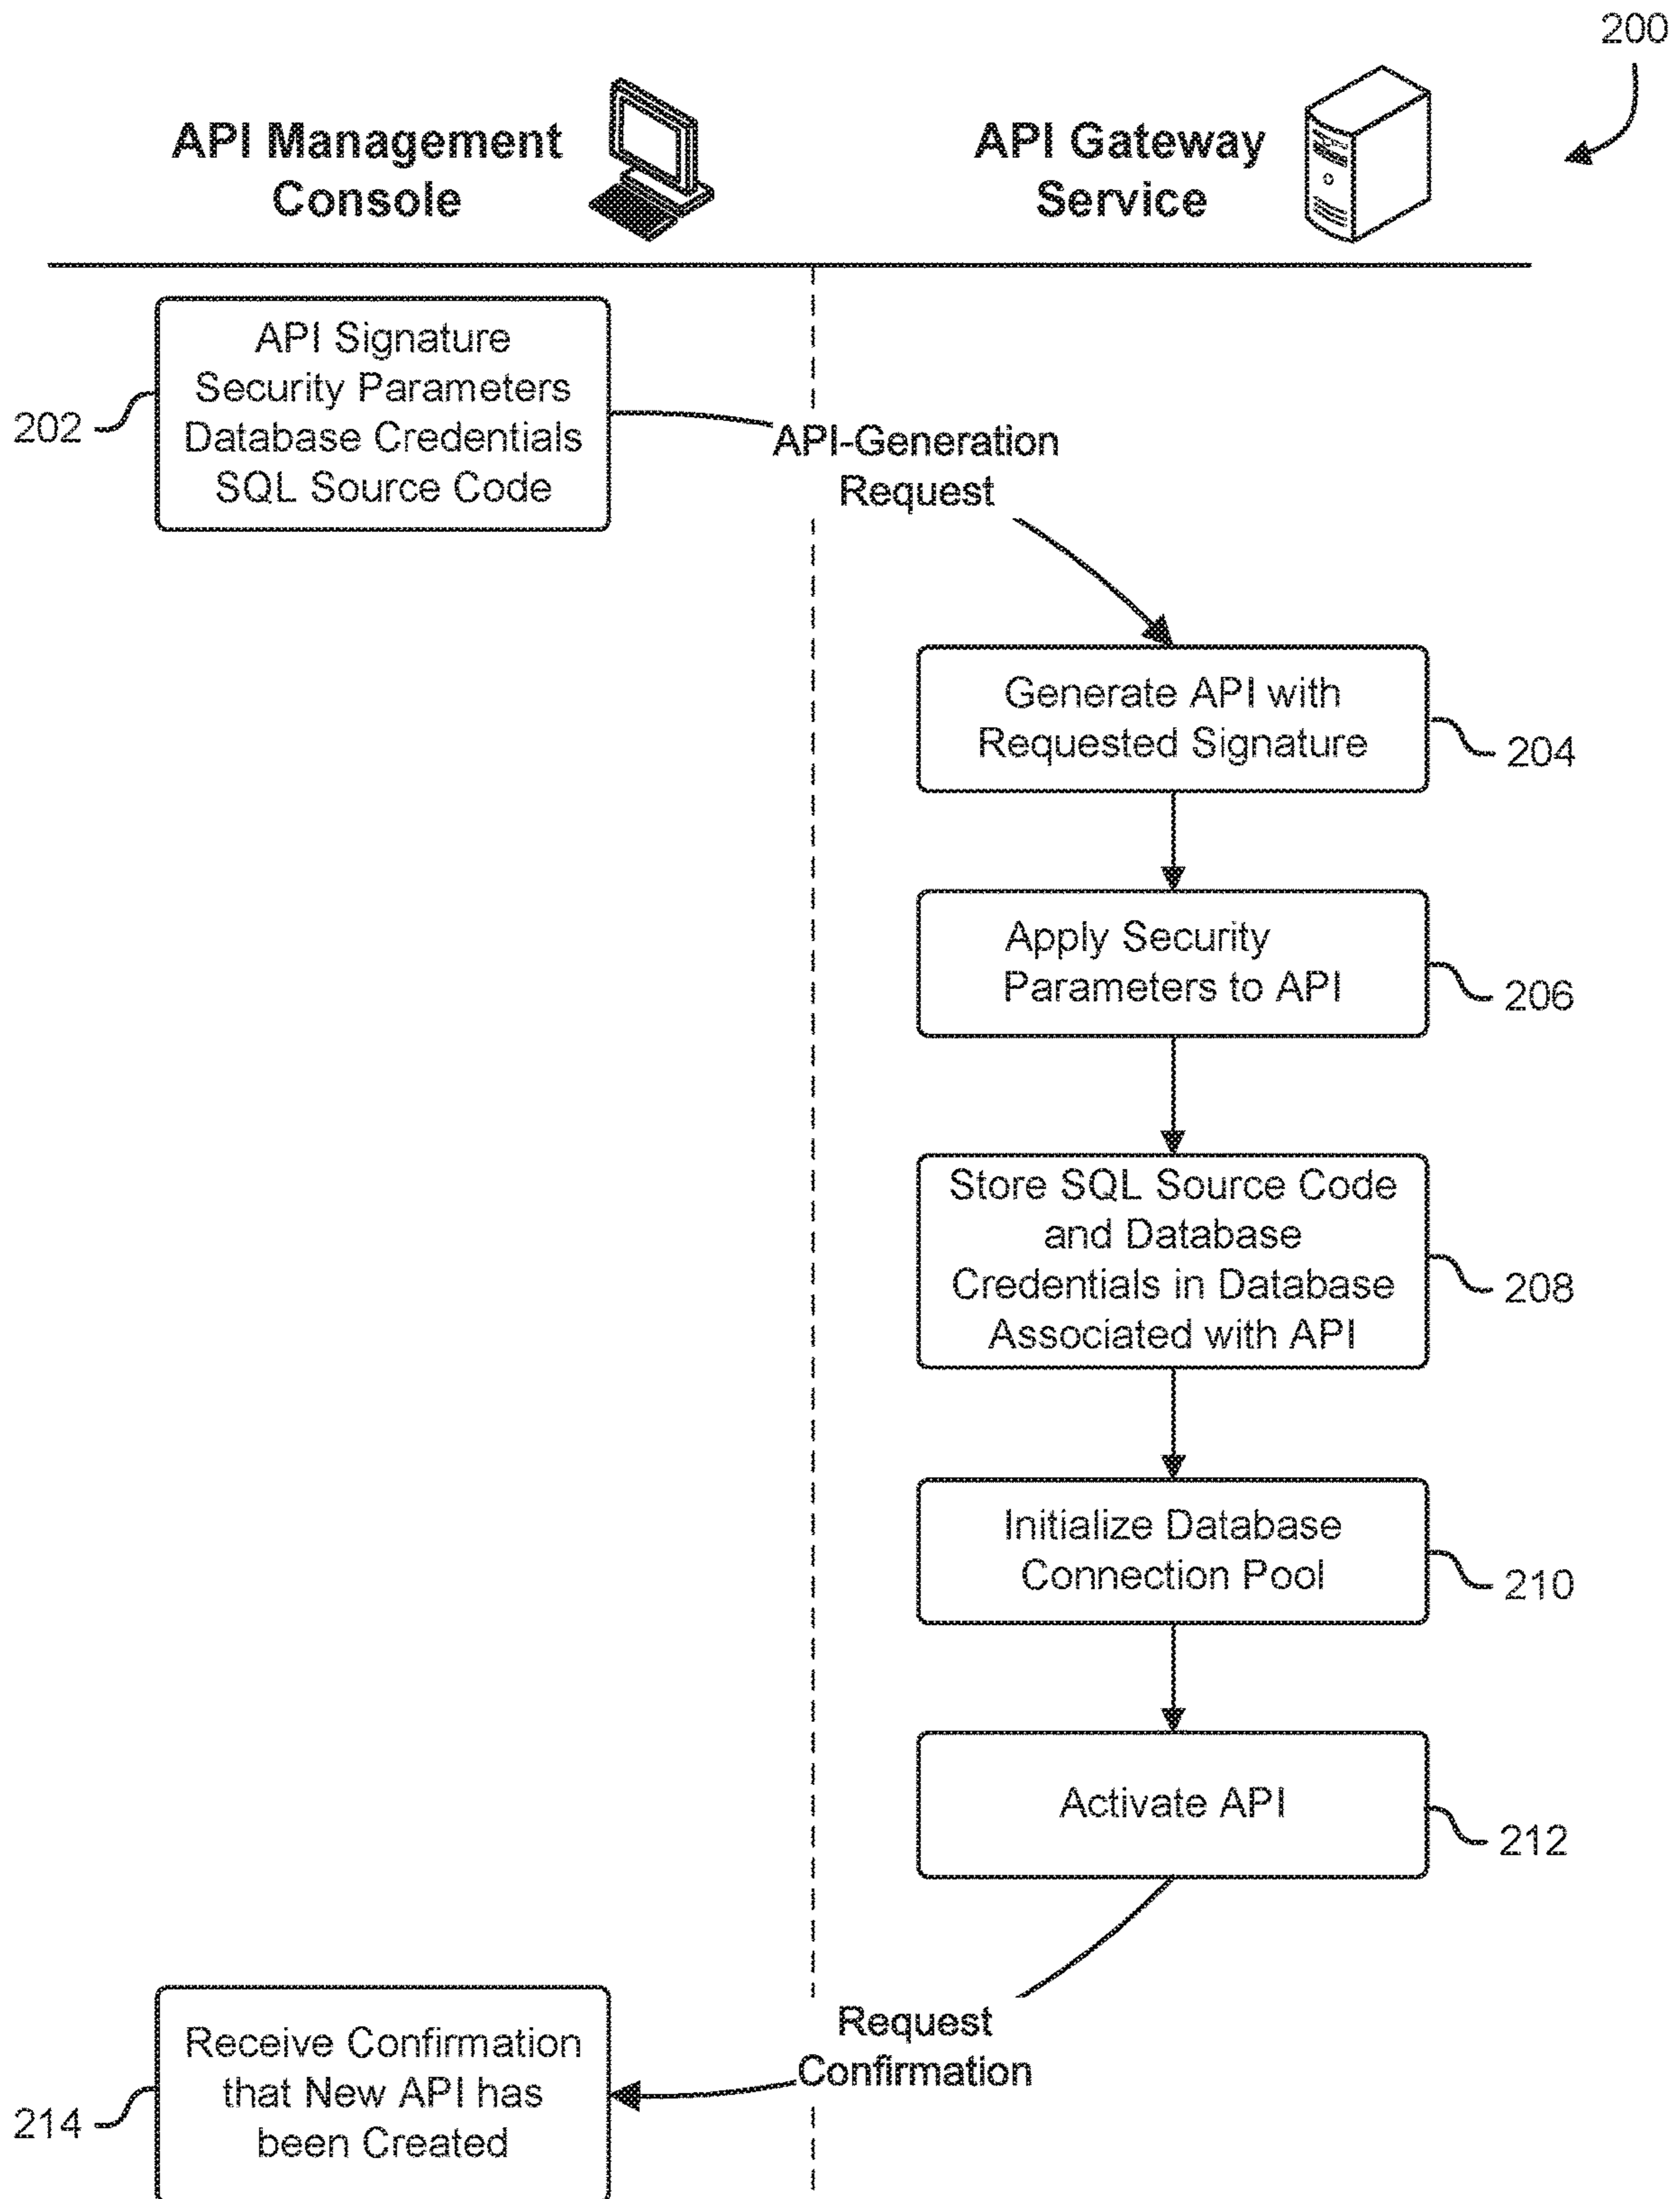 200
API Management
Console
API Gateway
Service
API Signature
Security Parameters
Database Credentials
SQL Source Code
202
API-Generation
Request
Generate API with
Requested Signature
204
Apply Security
Parameters to API
206
Store SQL Source Code
and Database
Credentials in Database
Associated with API
208
Initialize Database
Connection Pool
210
Activate API
212
Request
Confirmation
Receive Confirmation
that New API has
been Created
214